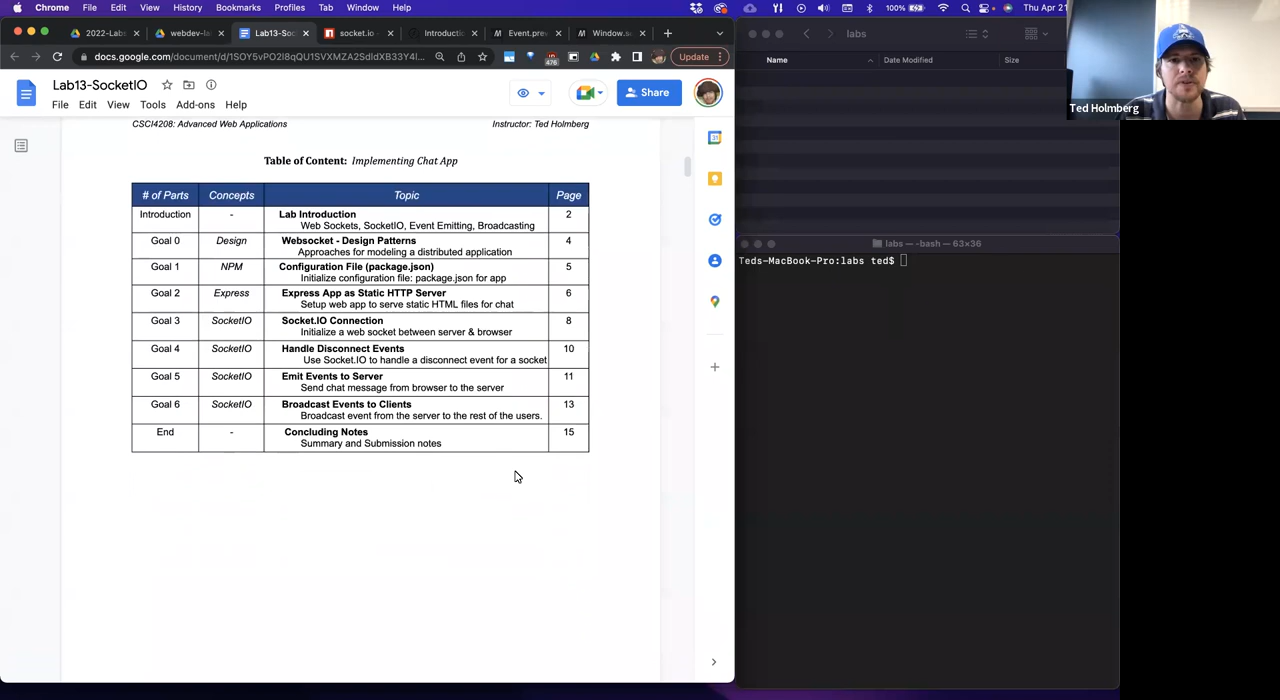 Chrome File Edit View History Bookmarks Profiles Tab Window Help 100% Thu Apr 21
2022-Labs
webdev-la
Lab13-Soc
socket.io -
Introductic
Event.prev
Window.s
docs.google.com/document/d/1SOY5vPO2I8qQU1SVXMZA2SdIdXB33Y4l...
476
Update
Lab13-SocketIO
File Edit View Tools Add-ons Help
Share
CSCI4208: Advanced Web Applications Instructor: Ted Holmberg
Table of Content: Implementing Chat App
# of Parts Concepts Topic Page
Introduction - Lab Introduction 2
Web Sockets, SocketIO, Event Emitting, Broadcasting
Goal 0 Design Websocket - Design Patterns 4
Approaches for modeling a distributed application
Goal 1 NPM Configuration File (package.json) 5
Initialize configuration file: package.json for app
Goal 2 Express Express App as Static HTTP Server 6
Setup web app to serve static HTML files for chat
Goal 3 SocketIO Socket.IO Connection 8
Initialize a web socket between server & browser
Goal 4 SocketIO Handle Disconnect Events 10
Use Socket.IO to handle a disconnect event for a socket
Goal 5 SocketIO Emit Events to Server 11
Send chat message from browser to the server
Goal 6 SocketIO Broadcast Events to Clients 13
Broadcast event from the server to the rest of the users.
End - Concluding Notes 15
Summary and Submission notes
labs
Name Date Modified Size
labs — -bash — 63×36
Teds-MacBook-Pro:labs ted$
Ted Holmberg